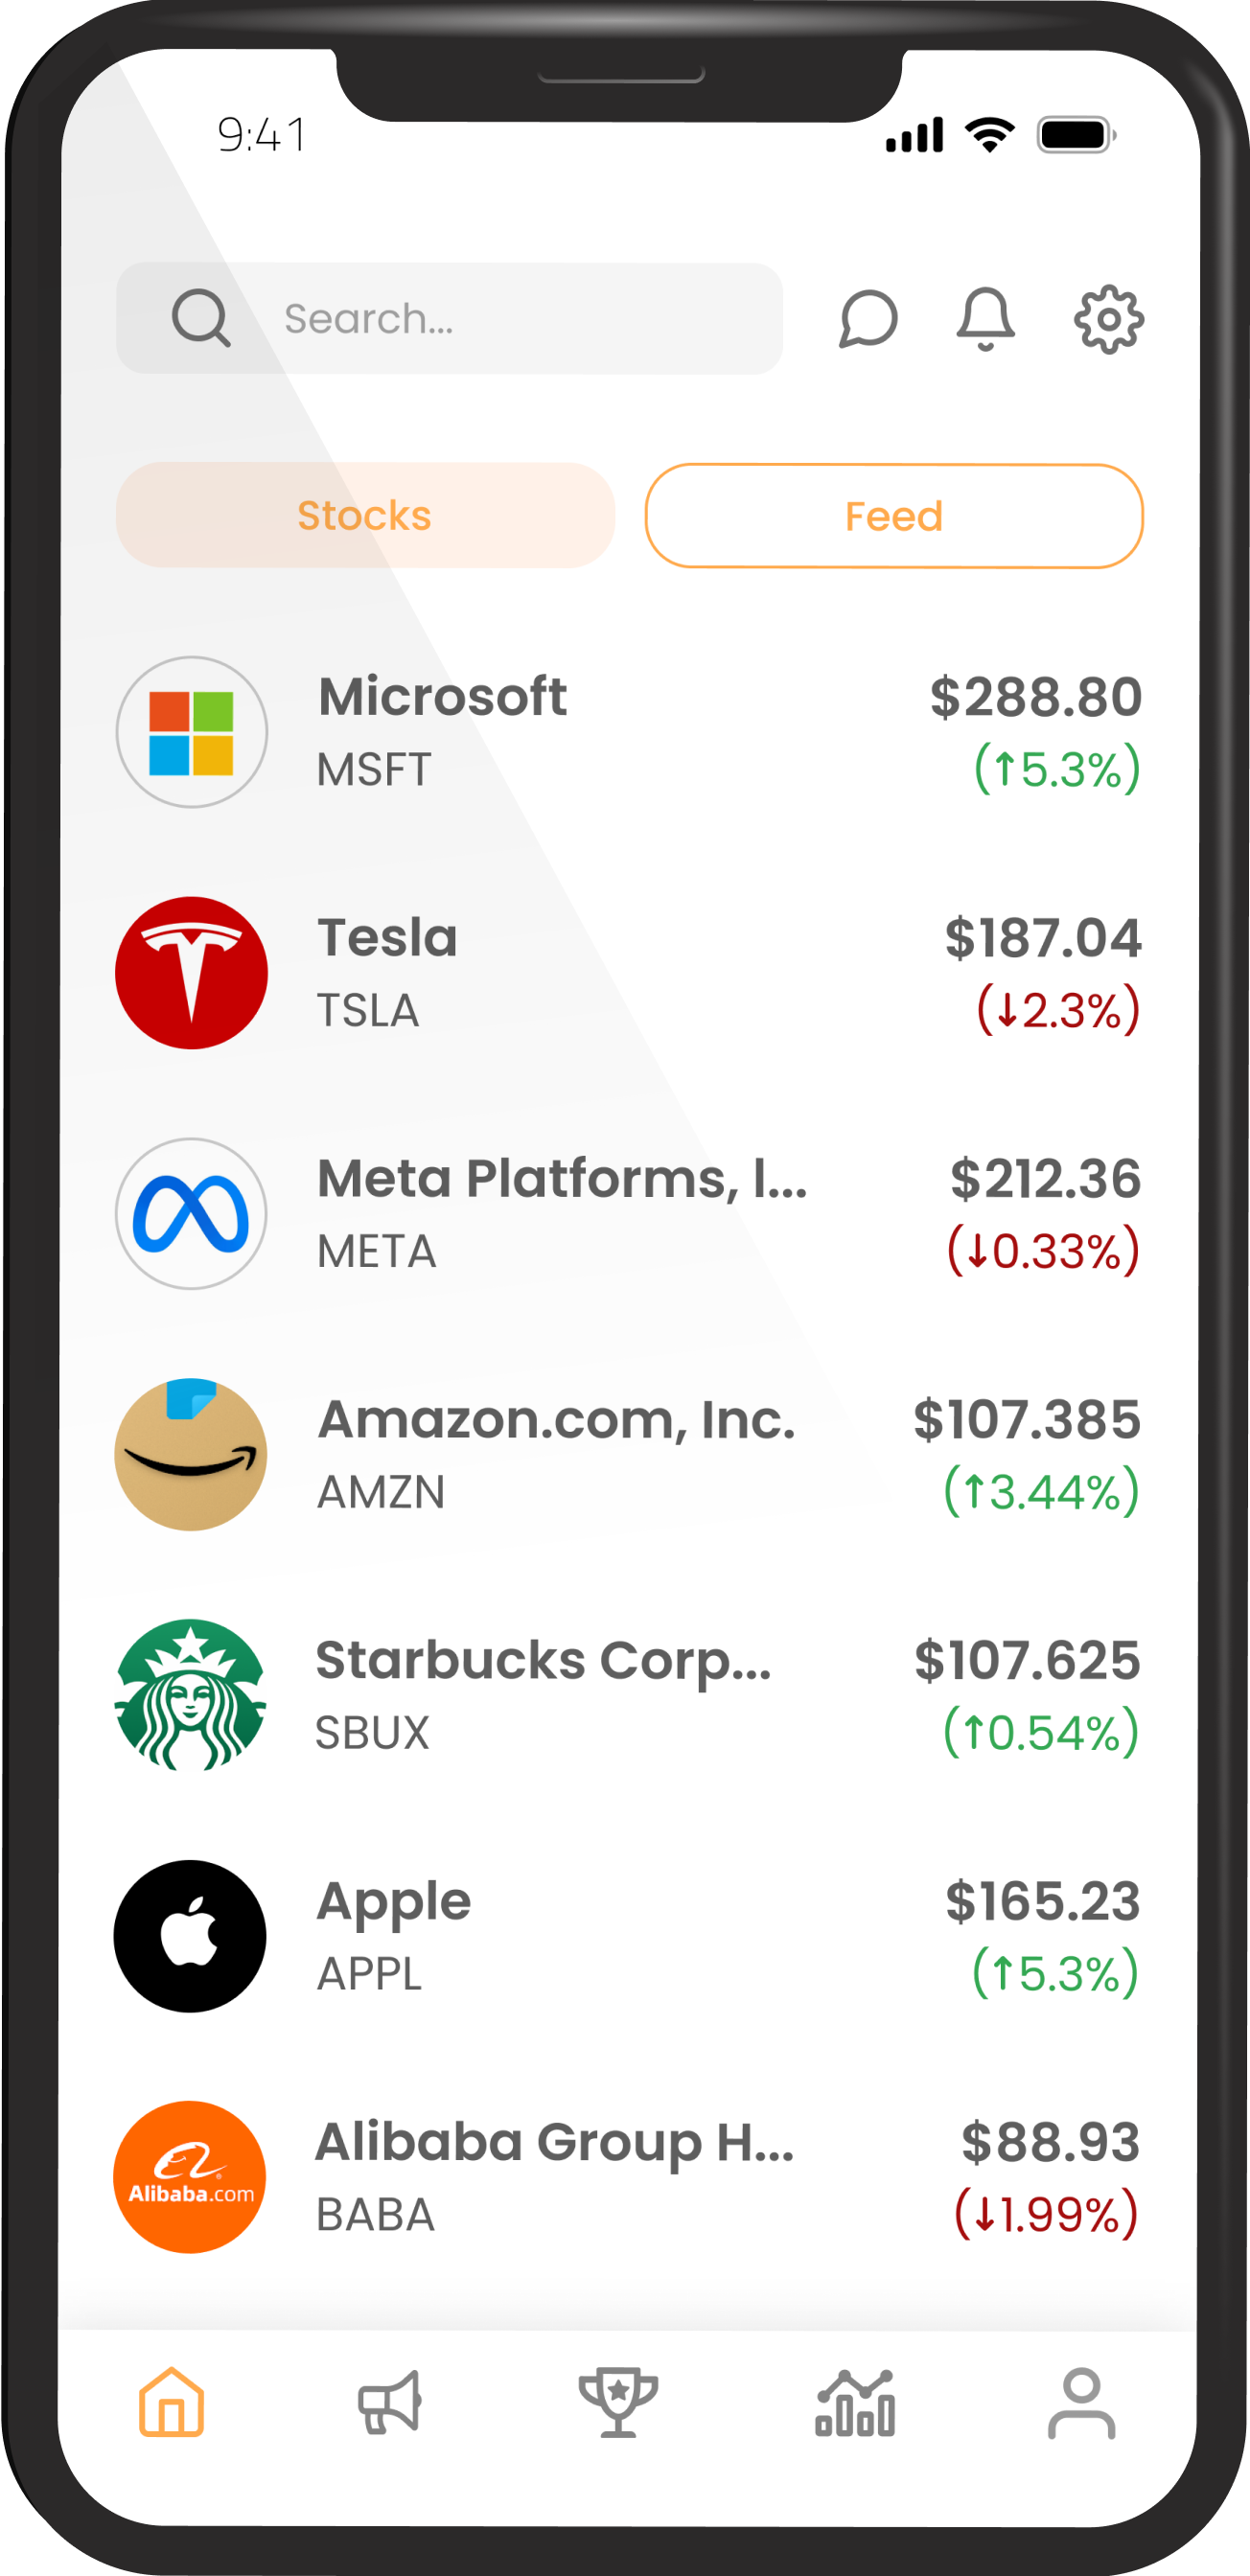 9:41
Search...
Stocks
Feed
Microsoft
$288.80
MSFT
(↑5.3%)
Tesla
$187.04
TSLA
(↓2.3%)
Meta Platforms, I...
$212.36
META
(↓0.33%)
Amazon.com, Inc.
$107.385
AMZN
(↑3.44%)
Starbucks Corp...
$107.625
SBUX
(↑0.54%)
Apple
$165.23
APPL
(↑5.3%)
Alibaba.com
Alibaba Group H...
$88.93
BABA
(↓1.99%)